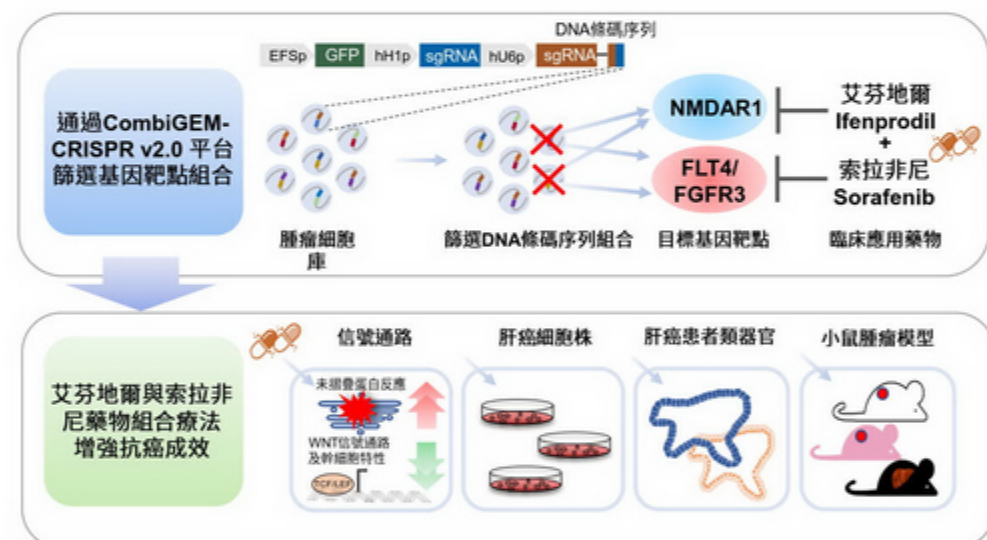 DNA條碼序列
EFSp GFP hH1p sgRNA hU6p sgRNA
通過CombiGEM-
CRISPR v2.0 平台
篩選基因靶點組合
腫瘤細胞
庫
篩選DNA條碼序列組合
NMDAR1
FLT4/
FGFR3
目標基因靶點
艾芬地爾
Ifenprodil
+
索拉非尼
Sorafenib
臨床應用藥物
艾芬地爾與索拉非
尼藥物組合療法
增強抗癌成效
信號通路
未摺疊蛋白反應
WNT信號通路
及幹細胞特性
TCF/LEF
肝癌細胞株
肝癌患者類器官
小鼠腫瘤模型